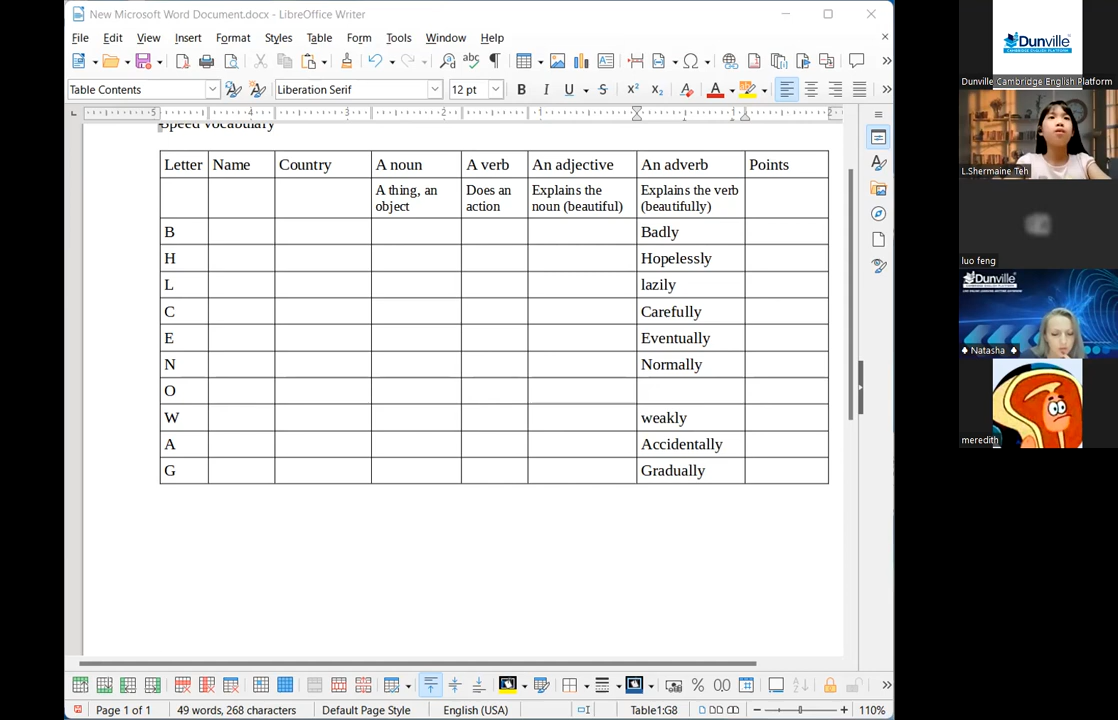 New Microsoft Word Document.docx - LibreOffice Writer
File Edit View Insert Format Styles Table Form Tools Window Help
Table Contents Liberation Serif 12 pt
Speed vocabulary
Letter Name Country A noun A verb An adjective An adverb Points
A thing, an object Does an action Explains the noun (beautiful) Explains the verb (beautifully)
B Badly
H Hopelessly
L lazily
C Carefully
E Eventually
N Normally
O
W weakly
A Accidentally
G Gradually
Page 1 of 1 49 words, 268 characters Default Page Style English (USA) Table1:G8 110%
Dunville
CAMBRIDGE ENGLISH PLATFORM
Dunville Cambridge English Platform
L.Shermaine Teh
luo feng
Dunville
Natasha
meredith